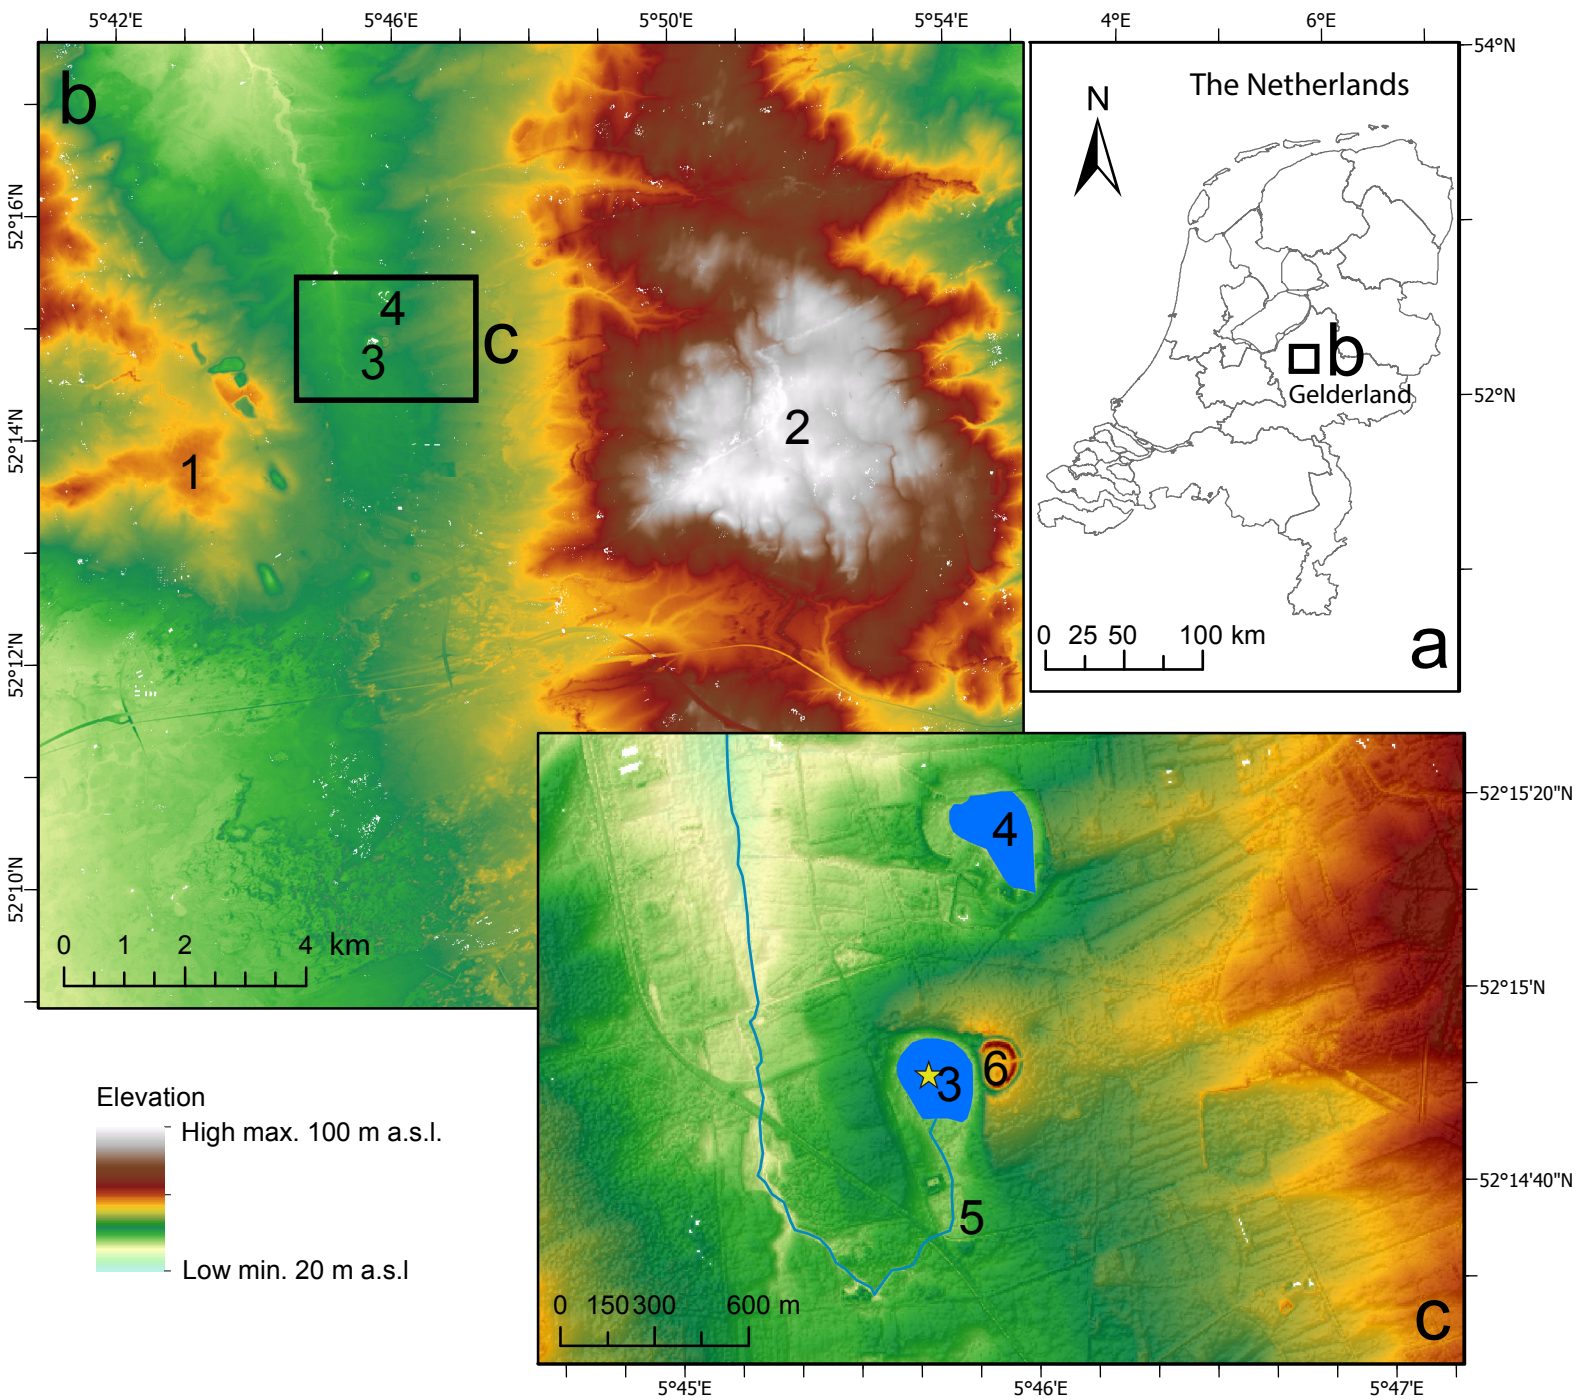 5°42'E
5°46'E
5°50'E
5°54'E
4°E
6°E
b
52°16'N
52°14'N
52°12'N
52°10'N
4
3
c
1
2
0 1 2 4 km
54°N
52°N
The Netherlands
N
b
Gelderland
0 25 50 100 km
a
Elevation
High max. 100 m a.s.l.
Low min. 20 m a.s.l
4
3
6
5
0 150 300 600 m
c
52°15'20"N
52°15'N
52°14'40"N
5°45'E
5°46'E
5°47'E